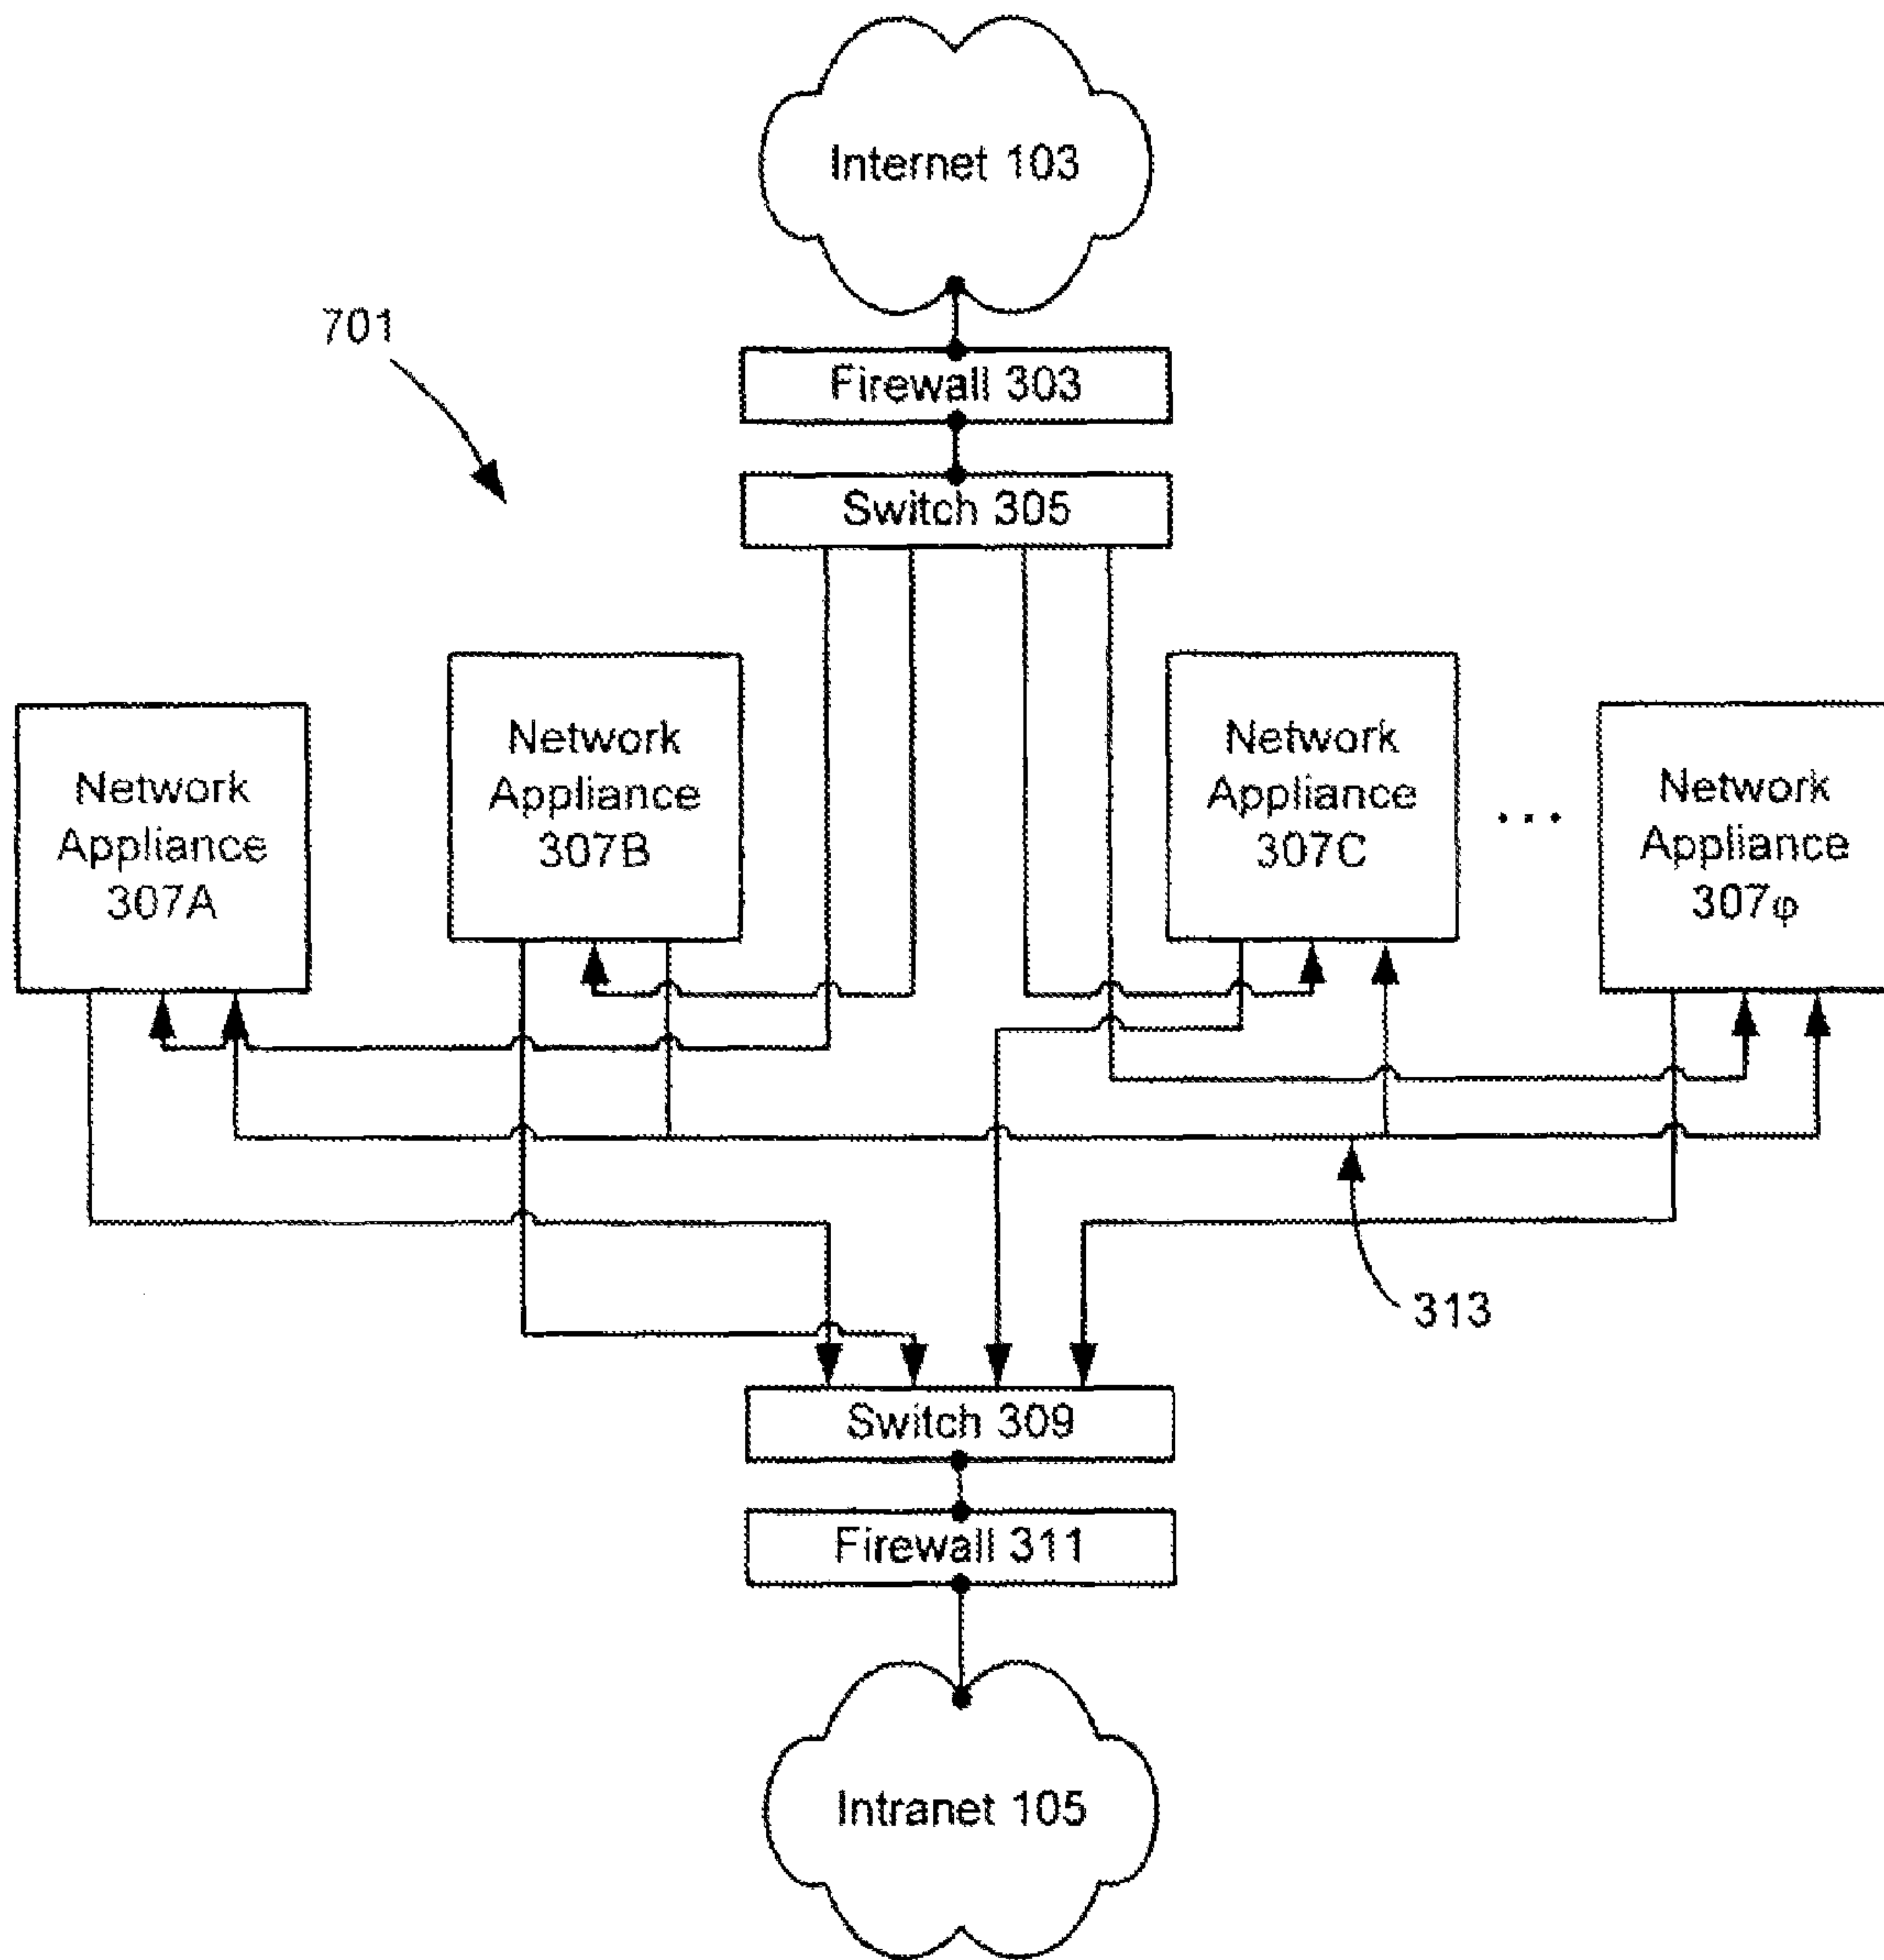 Internet 103
701
Firewall 303
Switch 305
Network
Appliance
307A
Network
Appliance
307B
Network
Appliance
307C
...
Network
Appliance
307φ
313
Switch 309
Firewall 311
Intranet 105